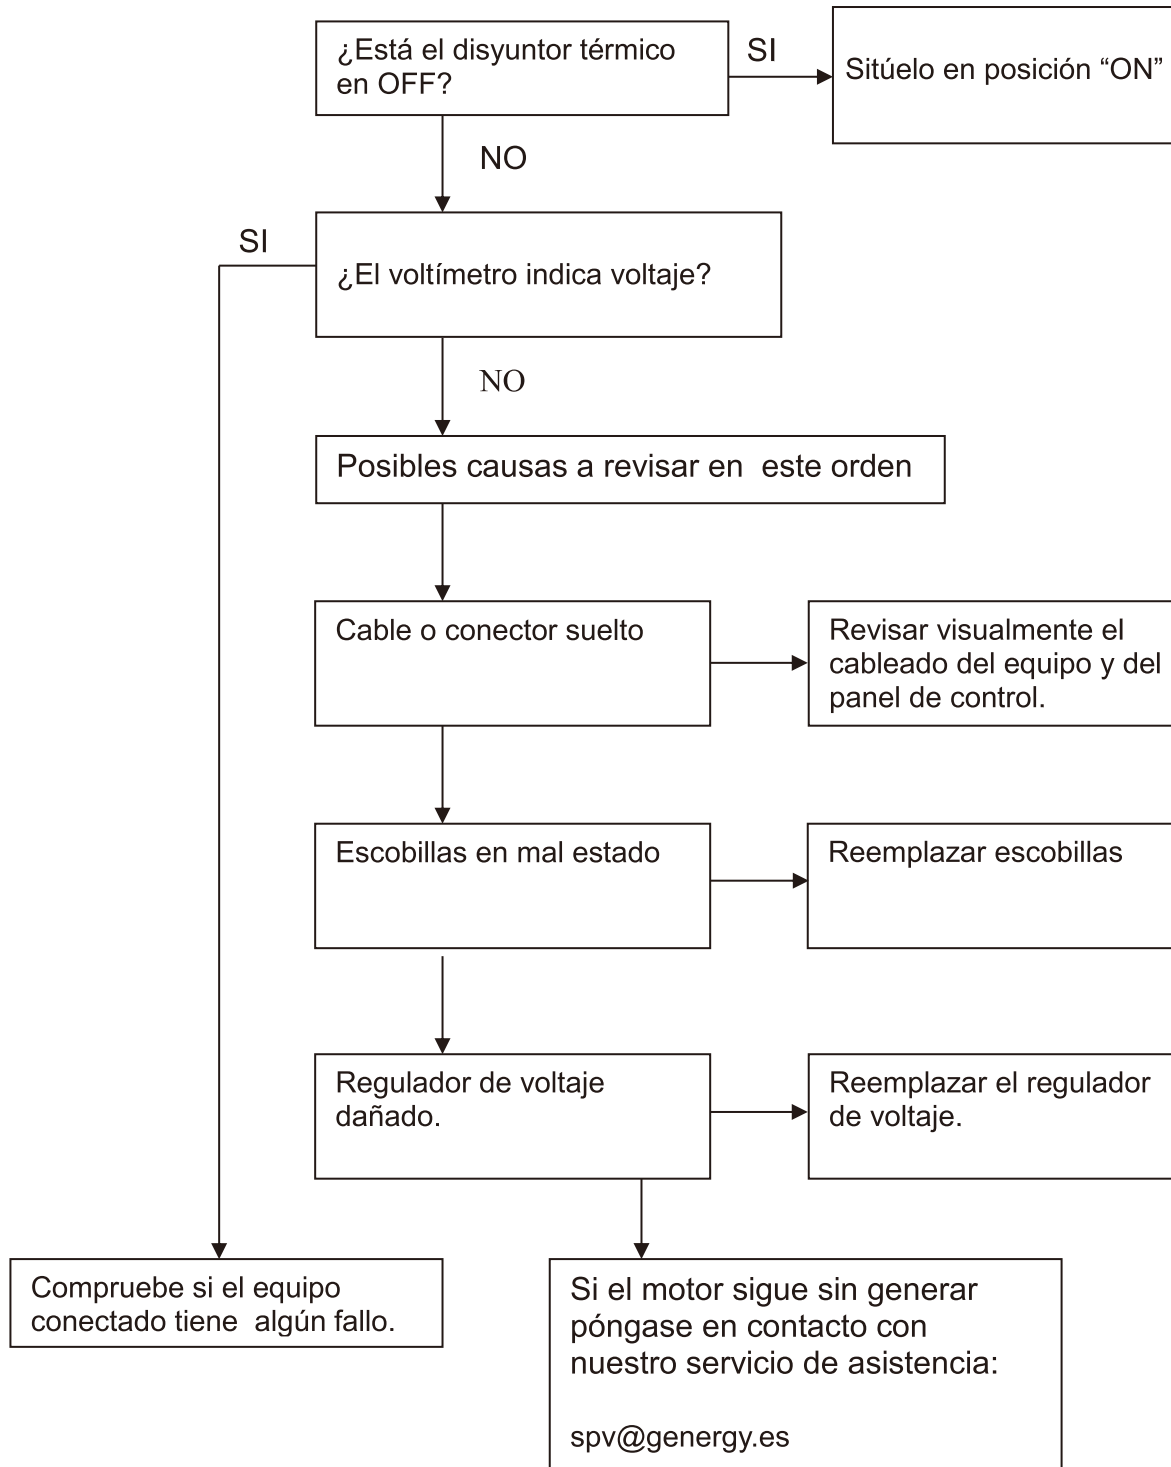 ¿Está el disyuntor térmico
en OFF?
SI
Sitúelo en posición “ON”
NO
SI
¿El voltímetro indica voltaje?
NO
Posibles causas a revisar en este orden
Cable o conector suelto
Revisar visualmente el
cableado del equipo y del
panel de control.
Escobillas en mal estado
Reemplazar escobillas
Regulador de voltaje
dañado.
Reemplazar el regulador
de voltaje.
Compruebe si el equipo
conectado tiene algún fallo.
Si el motor sigue sin generar
póngase en contacto con
nuestro servicio de asistencia:
spv@genergy.es